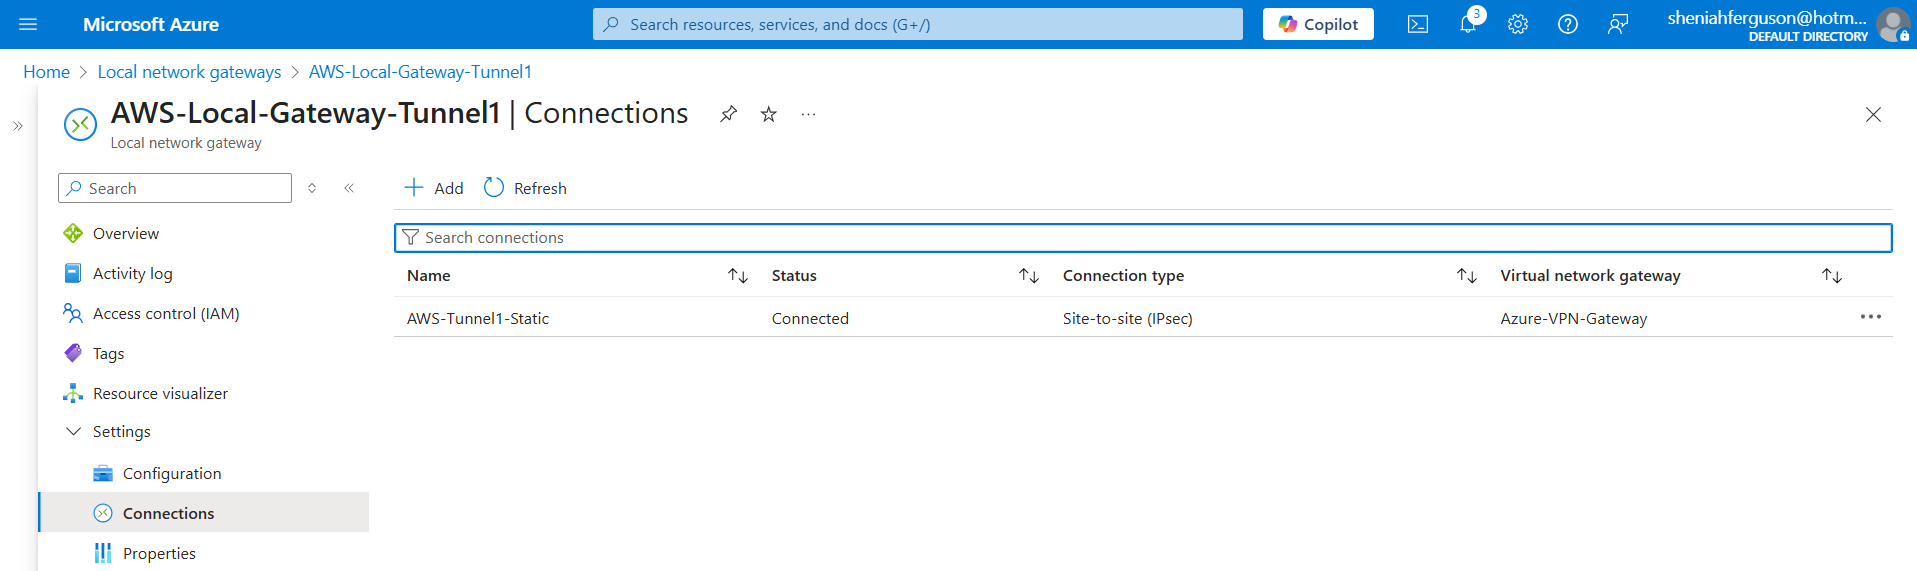 Microsoft Azure
Search resources, services, and docs (G+/)
Copilot
3
sheniahferguson@hotm...
DEFAULT DIRECTORY
Home > Local network gateways > AWS-Local-Gateway-Tunnel1
AWS-Local-Gateway-Tunnel1 | Connections
Local network gateway
Search
Add
Refresh
Overview
Activity log
Access control (IAM)
Tags
Resource visualizer
Settings
Configuration
Connections
Properties
Search connections
Name Status Connection type Virtual network gateway
AWS-Tunnel1-Static Connected Site-to-site (IPsec) Azure-VPN-Gateway